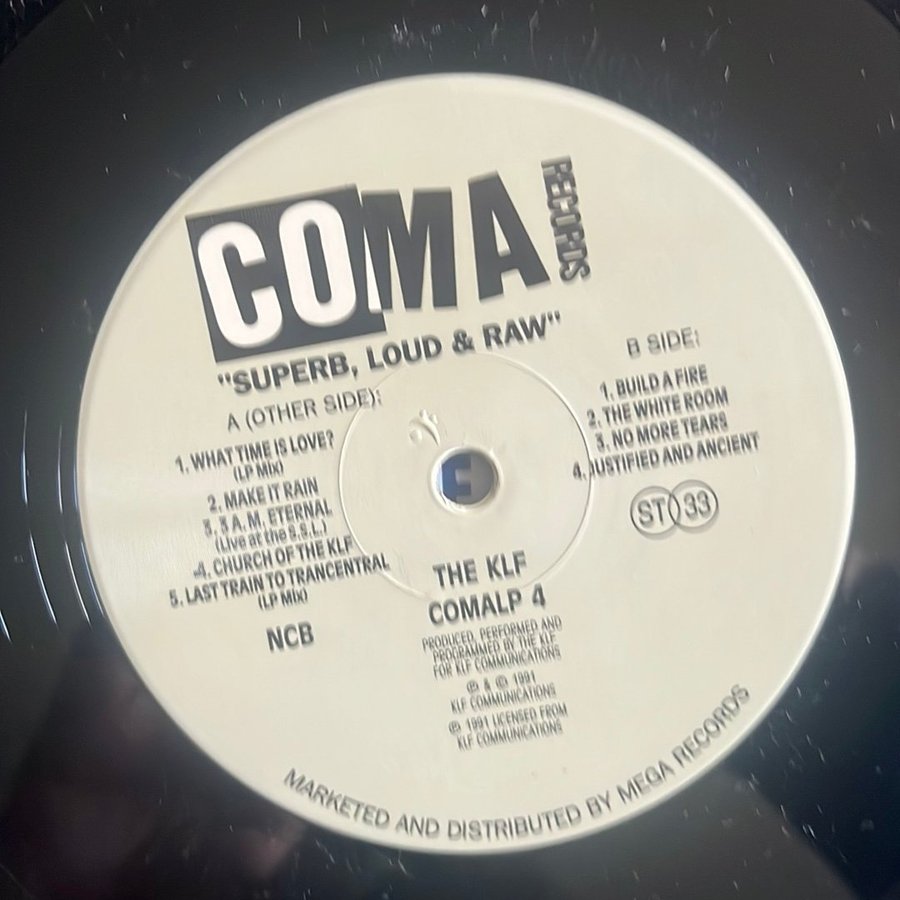 COMA
RECORDS
"SUPERB, LOUD & RAW"
A (OTHER SIDE):
1. WHAT TIME IS LOVE?
(LP Mix)
2. MAKE IT RAIN
3. 3 A.M. ETERNAL
(Live at the S.S.L.)
4. CHURCH OF THE KLF
5. LAST TRAIN TO TRANCENTRAL
(LP Mix)
NCB
B SIDE:
1. BUILD A FIRE
2. THE WHITE ROOM
3. NO MORE TEARS
4. JUSTIFIED AND ANCIENT
ST 33
THE KLF
COMALP 4
PRODUCED, PERFORMED AND
PROGRAMMED BY THE KLF
FOR KLF COMMUNICATIONS
℗ & © 1991
KLF COMMUNICATIONS
℗ 1991 LICENSED FROM
KLF COMMUNICATIONS
MARKETED AND DISTRIBUTED BY MEGA RECORDS